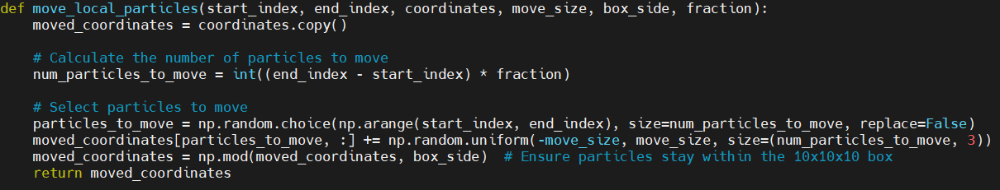 def move_local_particles(start_index, end_index, coordinates, move_size, box_side, fraction):
    moved_coordinates = coordinates.copy()

    # Calculate the number of particles to move
    num_particles_to_move = int((end_index - start_index) * fraction)

    # Select particles to move
    particles_to_move = np.random.choice(np.arange(start_index, end_index), size=num_particles_to_move, replace=False)
    moved_coordinates[particles_to_move, :] += np.random.uniform(-move_size, move_size, size=(num_particles_to_move, 3))
    moved_coordinates = np.mod(moved_coordinates, box_side)  # Ensure particles stay within the 10x10x10 box
    return moved_coordinates